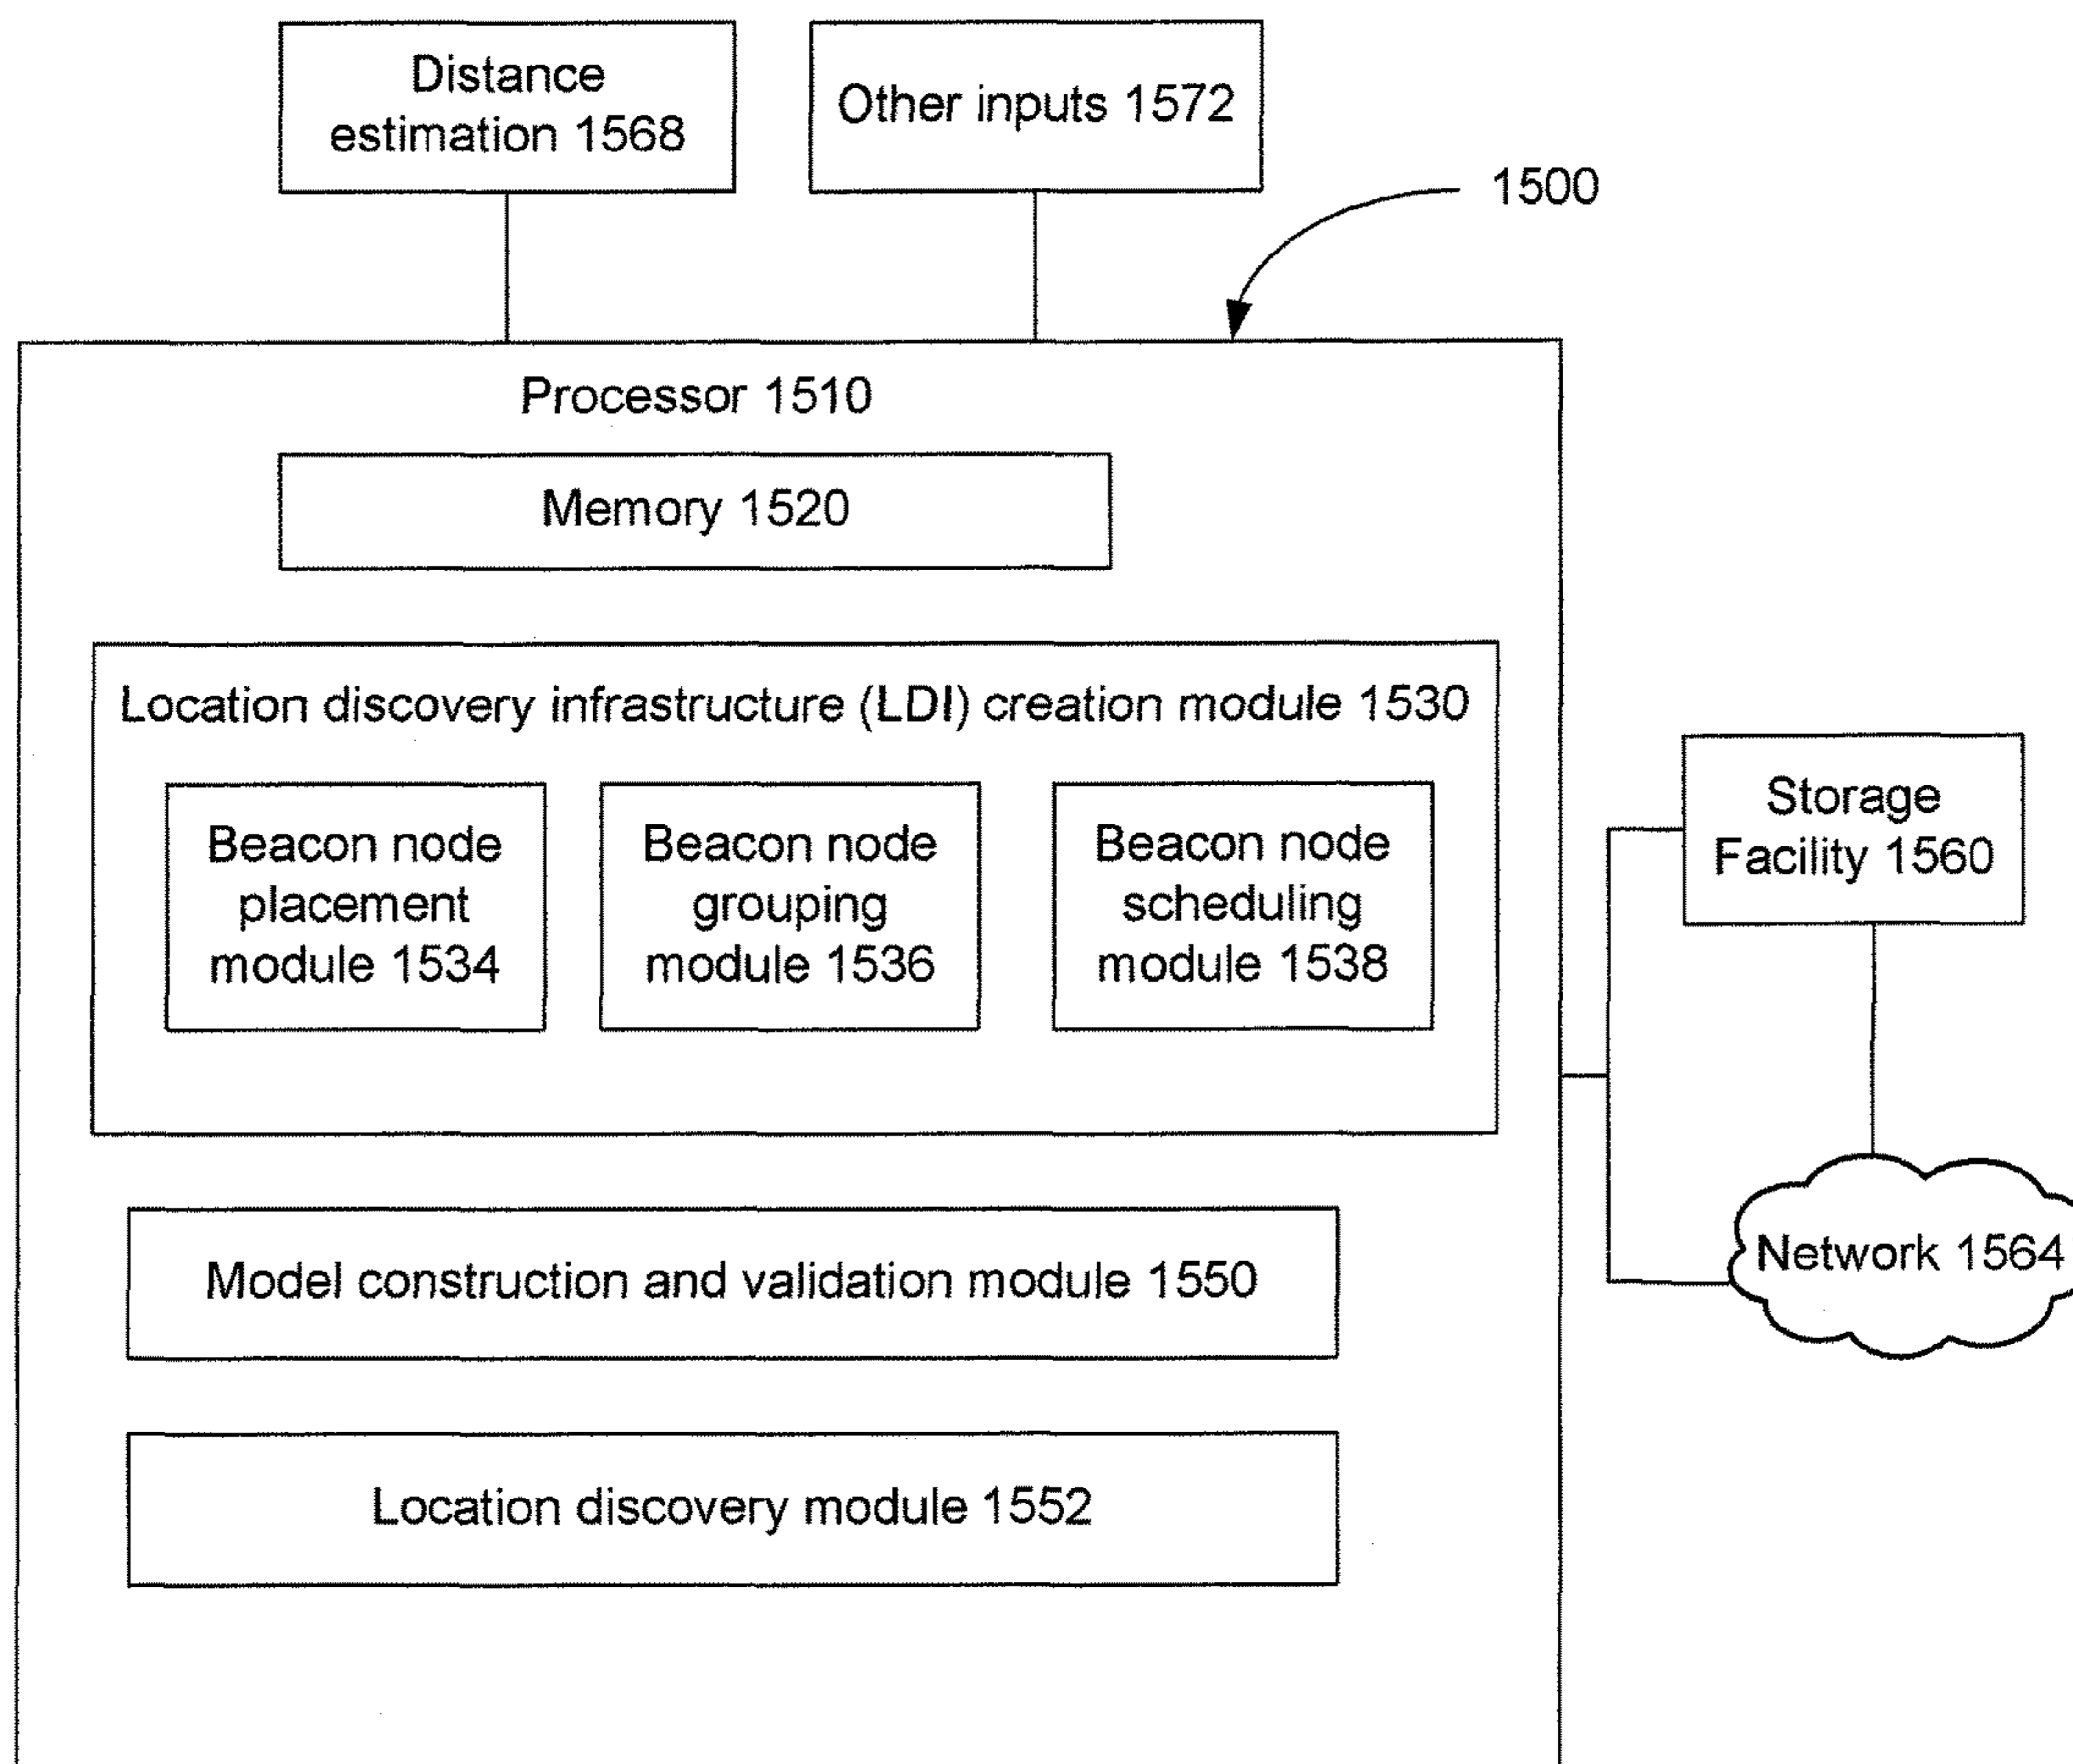 Distance
estimation 1568
Other inputs 1572
1500
Processor 1510
Memory 1520
Location discovery infrastructure (LDI) creation module 1530
Beacon node
placement
module 1534
Beacon node
grouping
module 1536
Beacon node
scheduling
module 1538
Storage
Facility 1560
Network 1564
Model construction and validation module 1550
Location discovery module 1552